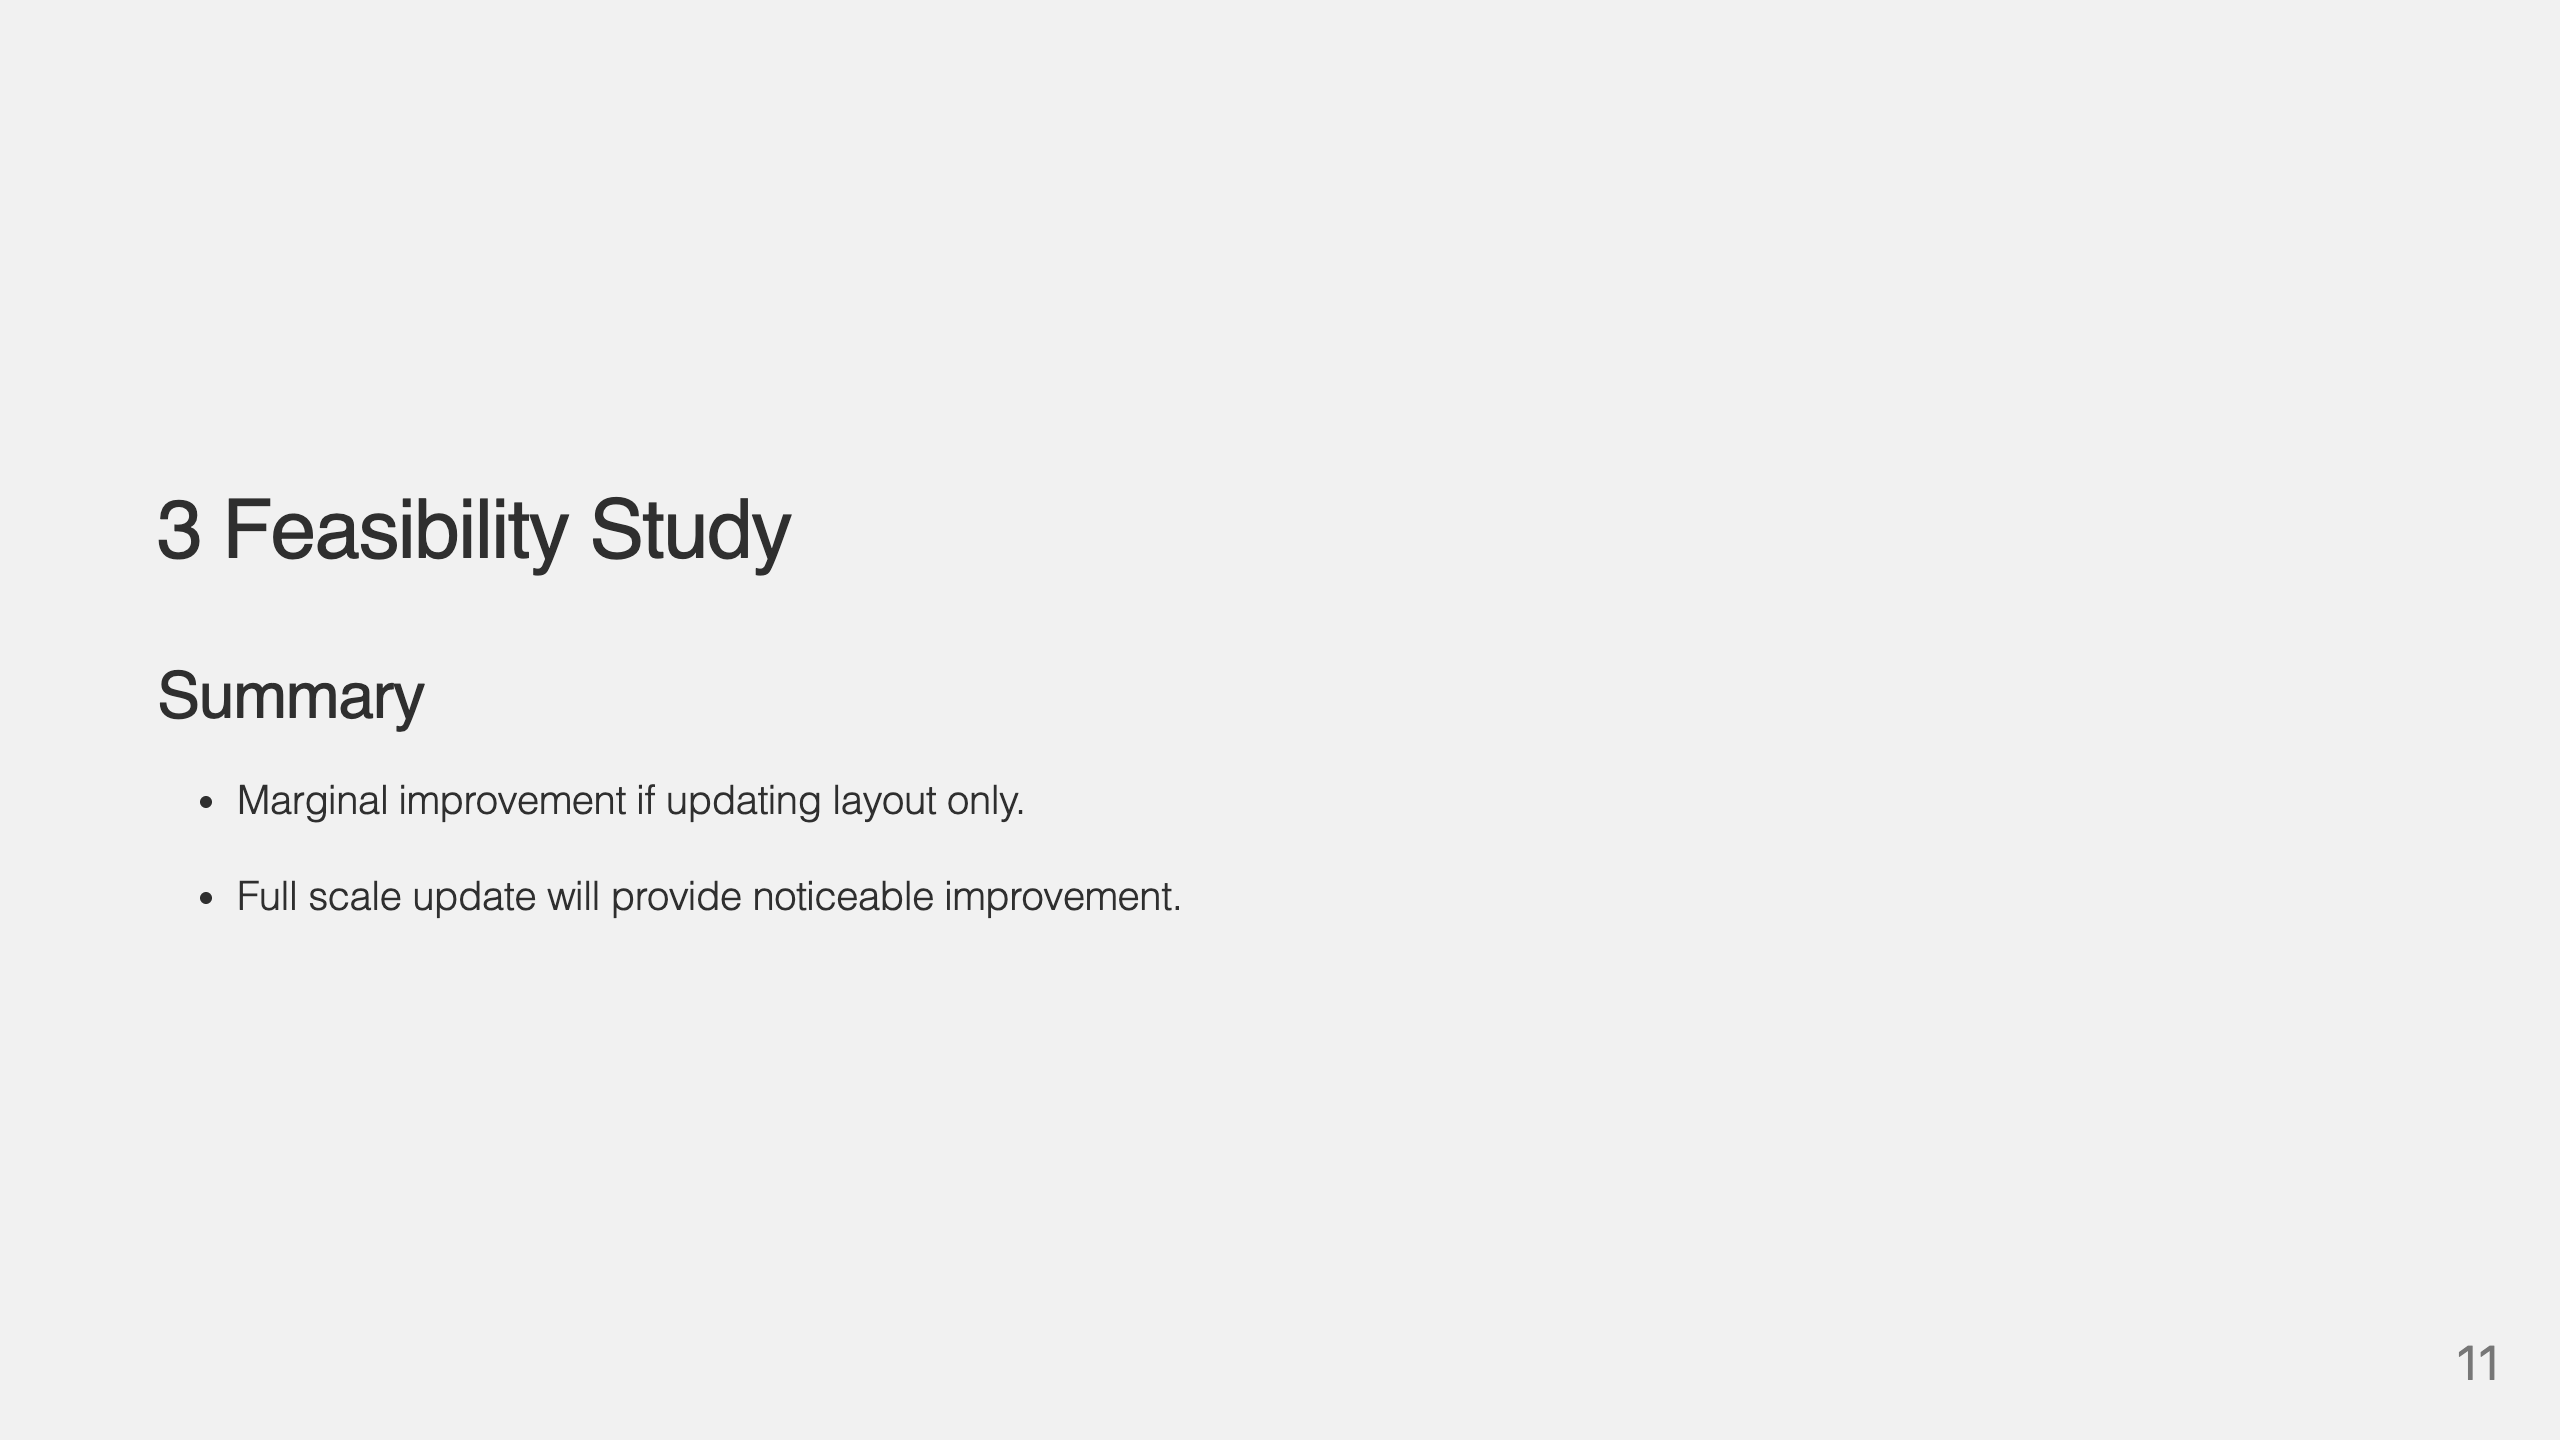 3 Feasibility Study
Summary
• Marginal improvement if updating layout only.
• Full scale update will provide noticeable improvement.
11